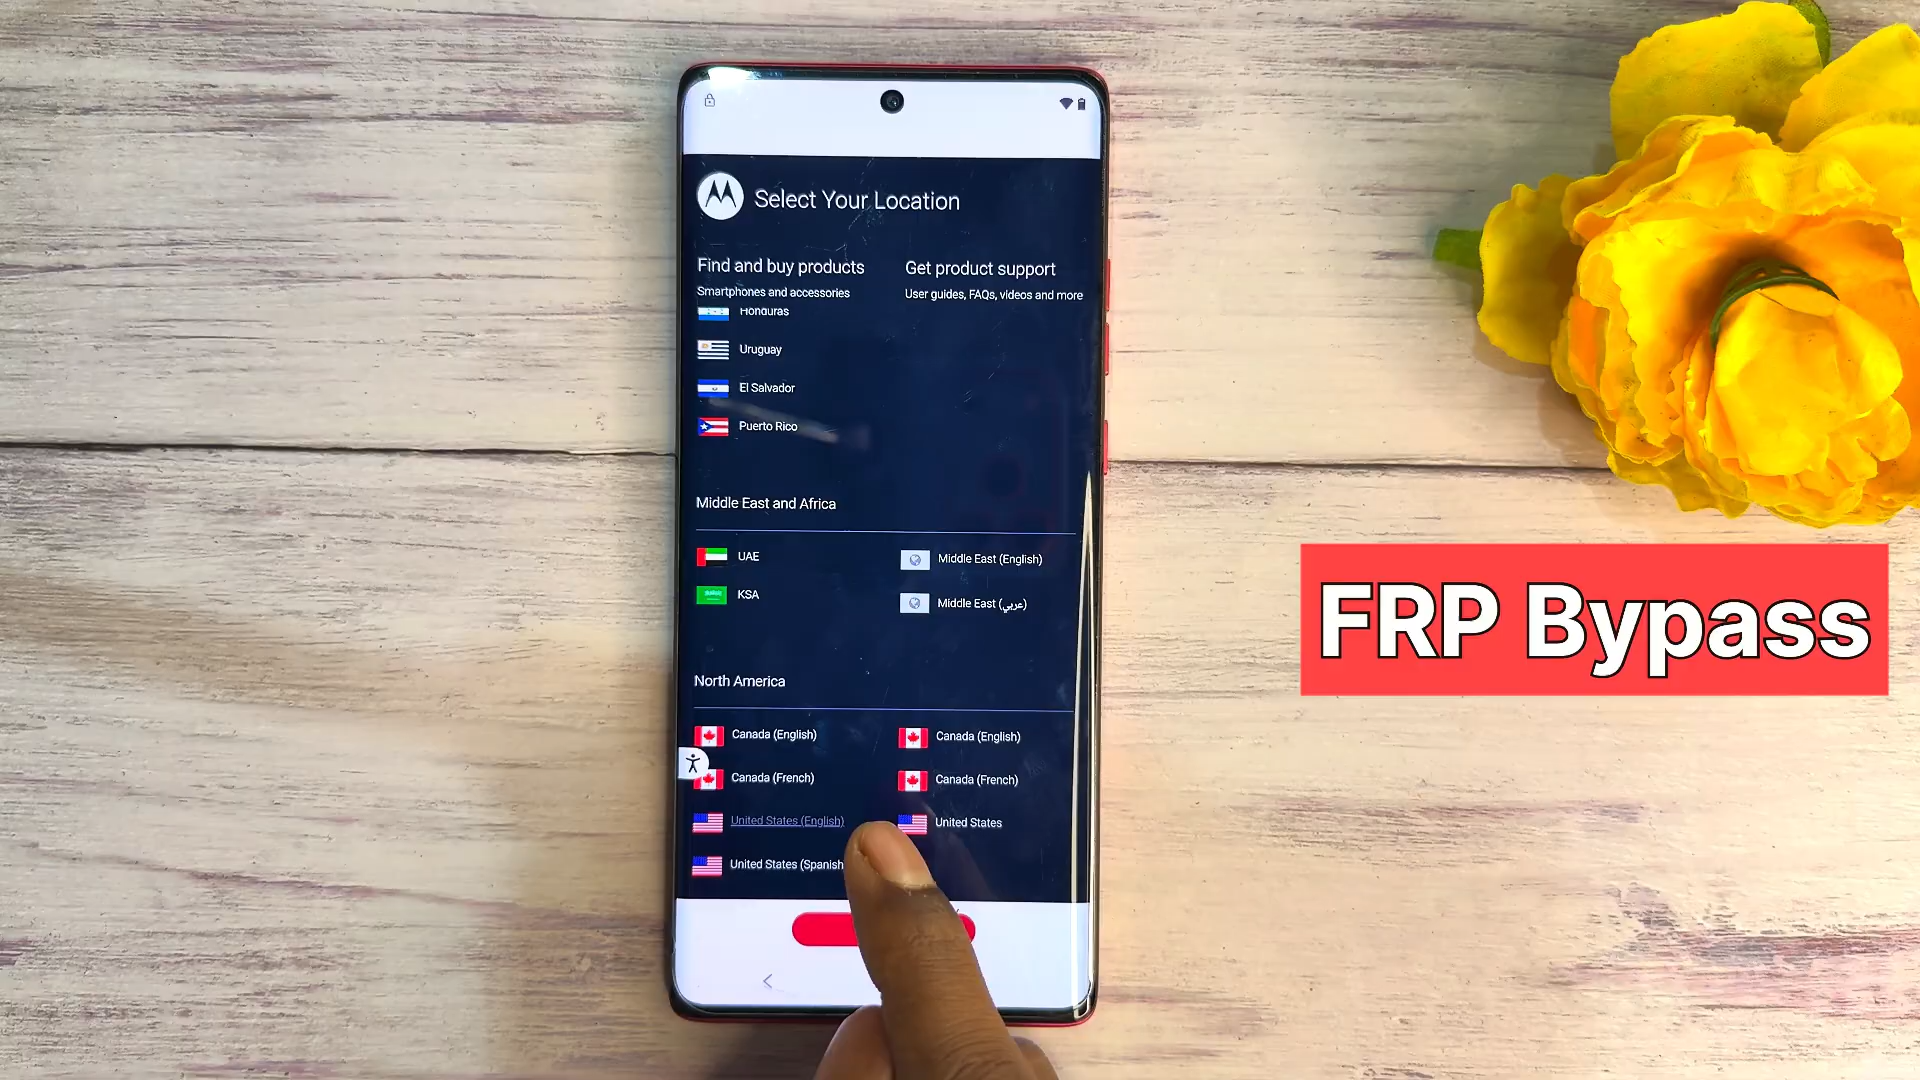 Select Your Location
Find and buy products
Smartphones and accessories
Get product support
User guides, FAQs, videos and more
Honduras
Uruguay
El Salvador
Puerto Rico
Middle East and Africa
UAE
Middle East (English)
KSA
Middle East (عربي)
North America
Canada (English)
Canada (English)
Canada (French)
Canada (French)
United States (English)
United States
United States (Spanish
FRP Bypass